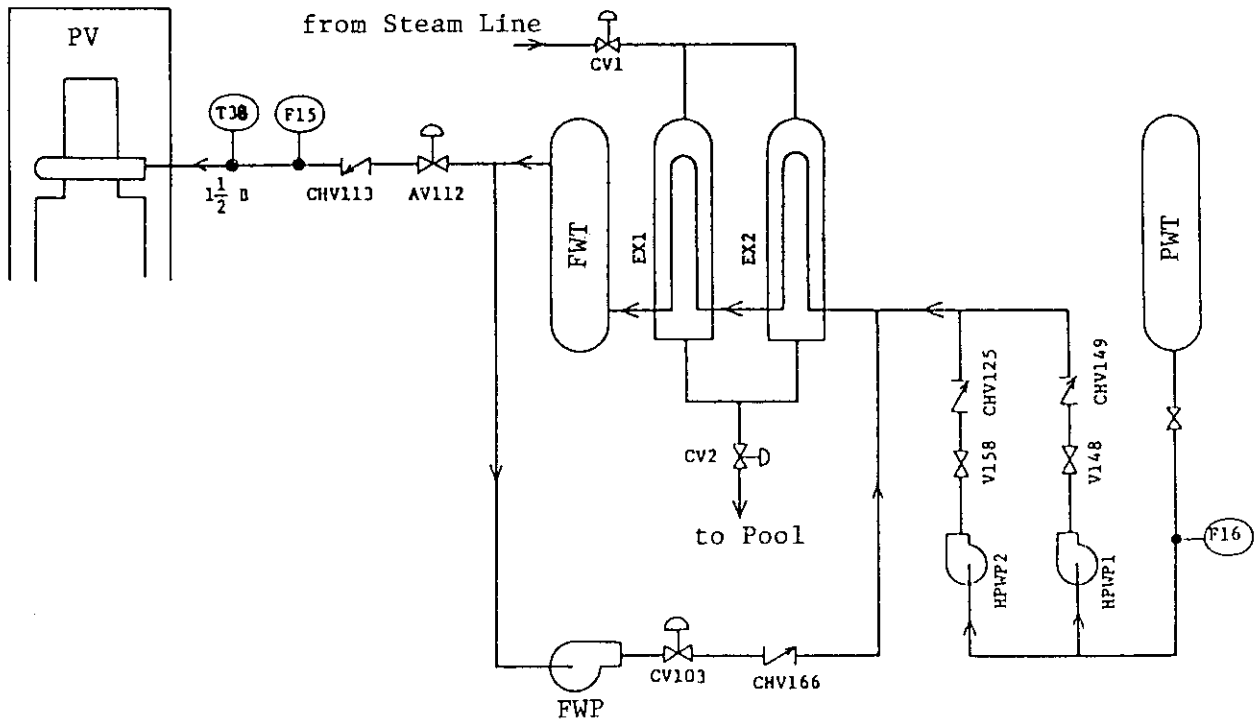 from Steam Line
PV
CV1
T38
F15
1 1/2 B
CHV113
AV112
FWT
EX1
EX2
PWT
CHV125
CHV149
V158
V148
CV2
to Pool
F16
HPWP2
HPWP1
CV103
CHV166
FWP